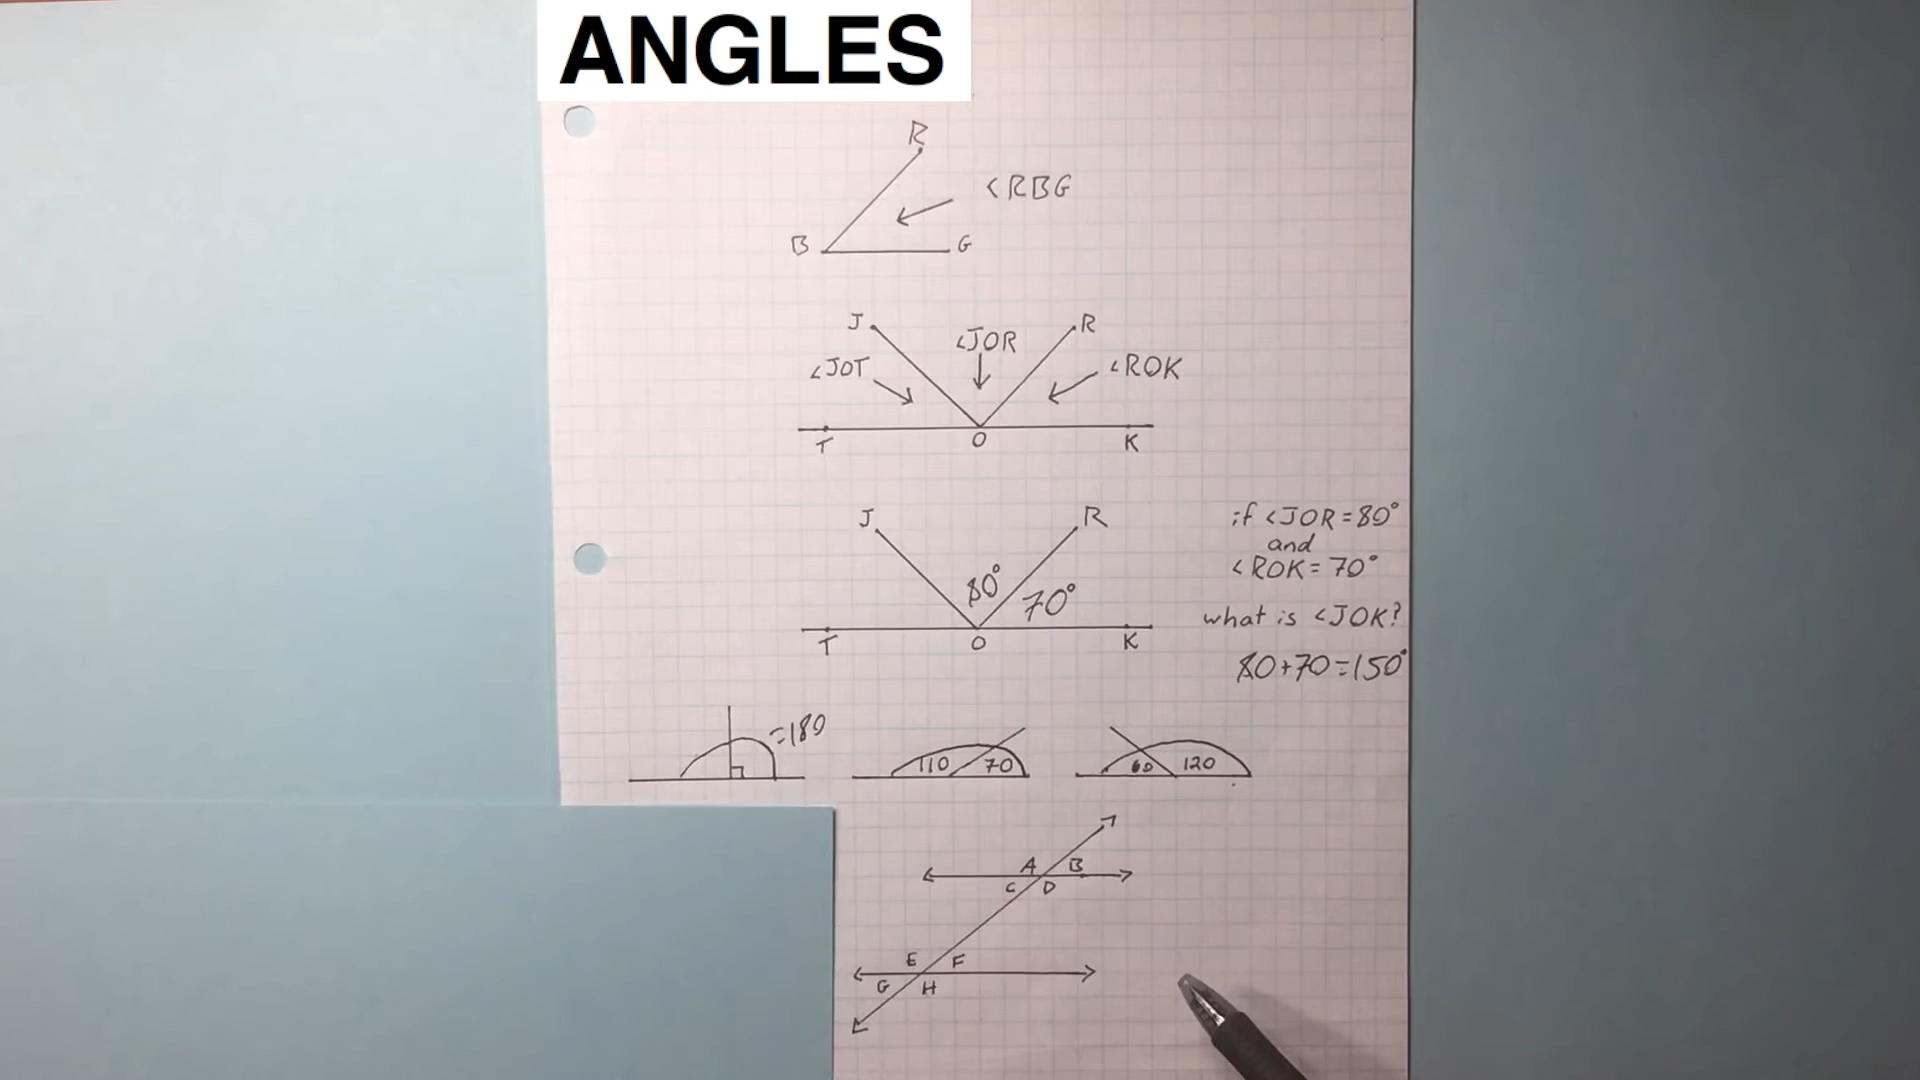 ANGLES
R
<RBG
B G
J R
<JOR
<JOT <ROK
T O K
J R
80° 70°
T O K
if <JOR=80°
and
<ROK=70°
what is <JOK?
80+70=150°
=180
110 70
60 120
A B
C D
E F
G H